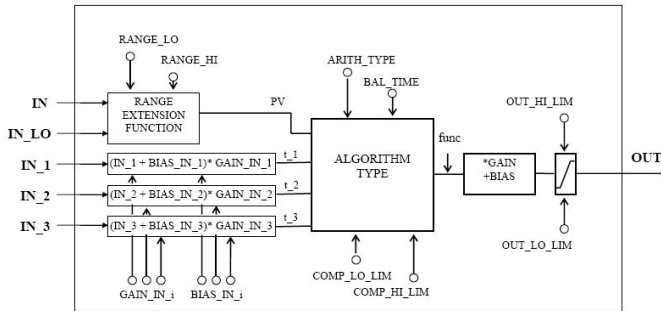 RANGE_LO
RANGE_HI
ARITH_TYPE
BAL_TIME
OUT_HI_LIM
IN
IN_LO
RANGE
EXTENSION
FUNCTION
PV
IN_1
(IN_1 + BIAS_IN_1)* GAIN_IN_1
t_1
IN_2
(IN_2 + BIAS_IN_2)* GAIN_IN_2
t_2
IN_3
(IN_3 + BIAS_IN_3)* GAIN_IN_3
t_3
ALGORITHM
TYPE
func
*GAIN
+BIAS
OUT
OUT_LO_LIM
COMP_LO_LIM
COMP_HI_LIM
GAIN_IN_i
BIAS_IN_i